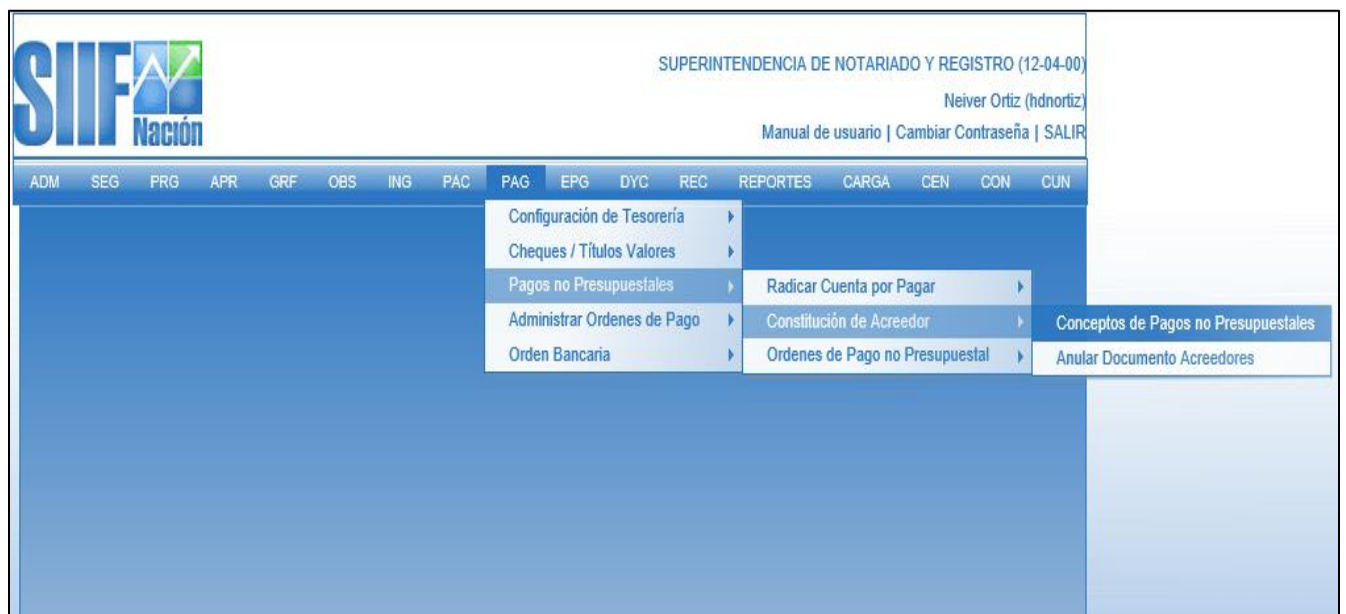 SIIF
Nación
SUPERINTENDENCIA DE NOTARIADO Y REGISTRO (12-04-00)
Neiver Ortiz (hdnortiz)
Manual de usuario | Cambiar Contraseña | SALIR
ADM SEG PRG APR GRF OBS ING PAC PAG EPG DYC REC REPORTES CARGA CEN CON CUN
Configuración de Tesorería
Cheques / Títulos Valores
Pagos no Presupuestales
Administrar Ordenes de Pago
Orden Bancaria
Radicar Cuenta por Pagar
Constitución de Acreedor
Ordenes de Pago no Presupuestal
Conceptos de Pagos no Presupuestales
Anular Documento Acreedores